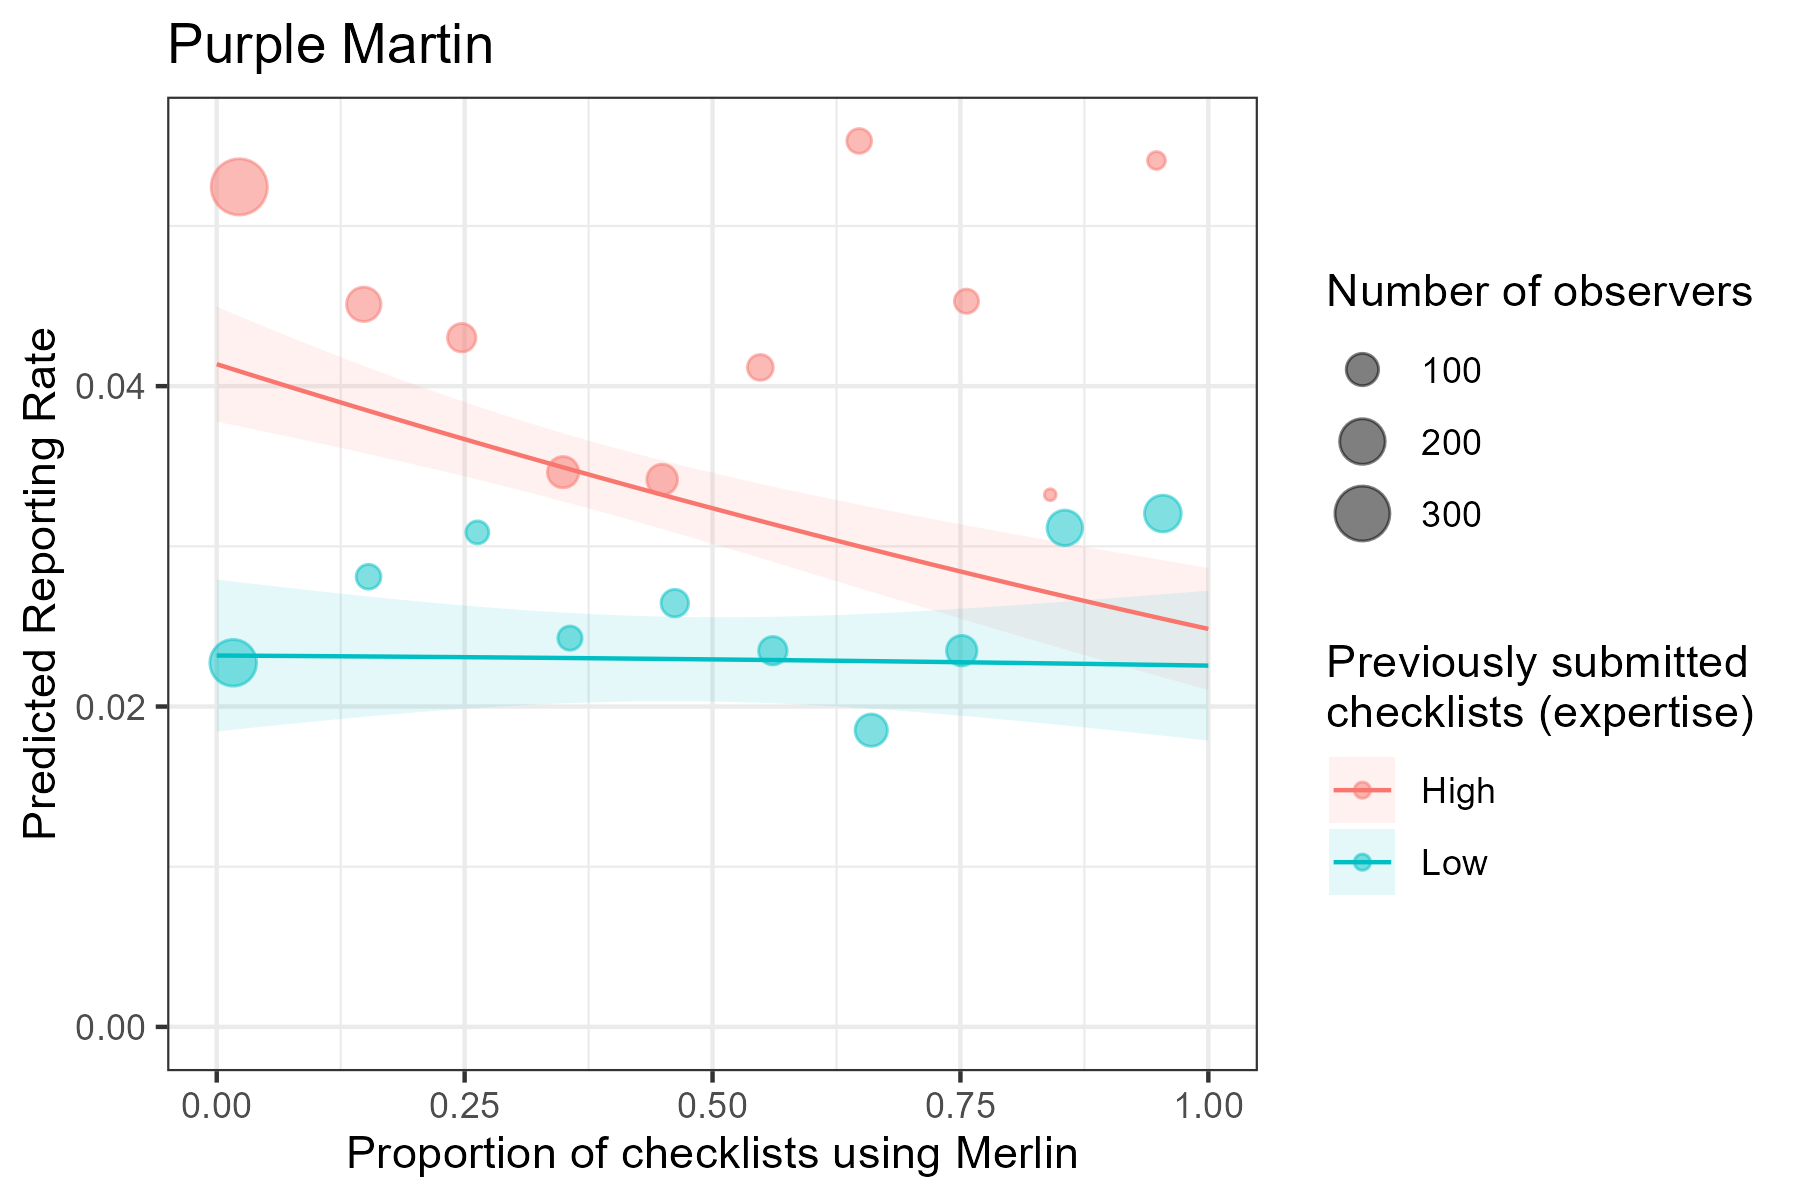 Purple Martin
Predicted Reporting Rate
0.04
0.02
0.00
0.00 0.25 0.50 0.75 1.00
Proportion of checklists using Merlin
Number of observers
100
200
300
Previously submitted
checklists (expertise)
High
Low